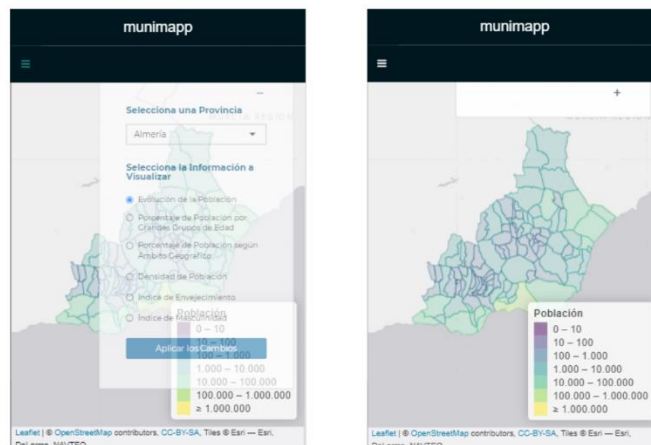 munimapp
Selecciona una Provincia
Almería
Selecciona la Información a
Visualizar
Evolución de la Población
Porcentaje de Población por
Grandes Grupos de Edad
Porcentaje de Población según
Ámbito Geográfico
Densidad de Población
Índice de Envejecimiento
Índice de Masculinidad
Aplicar los Cambios
Población
0 – 10
10 – 100
100 – 1.000
1.000 – 10.000
10.000 – 100.000
100.000 – 1.000.000
≥ 1.000.000
Leaflet | © OpenStreetMap contributors, CC-BY-SA, Tiles © Esri — Esri,
munimapp
+
Población
0 – 10
10 – 100
100 – 1.000
1.000 – 10.000
10.000 – 100.000
100.000 – 1.000.000
≥ 1.000.000
Leaflet | © OpenStreetMap contributors, CC-BY-SA, Tiles © Esri — Esri,